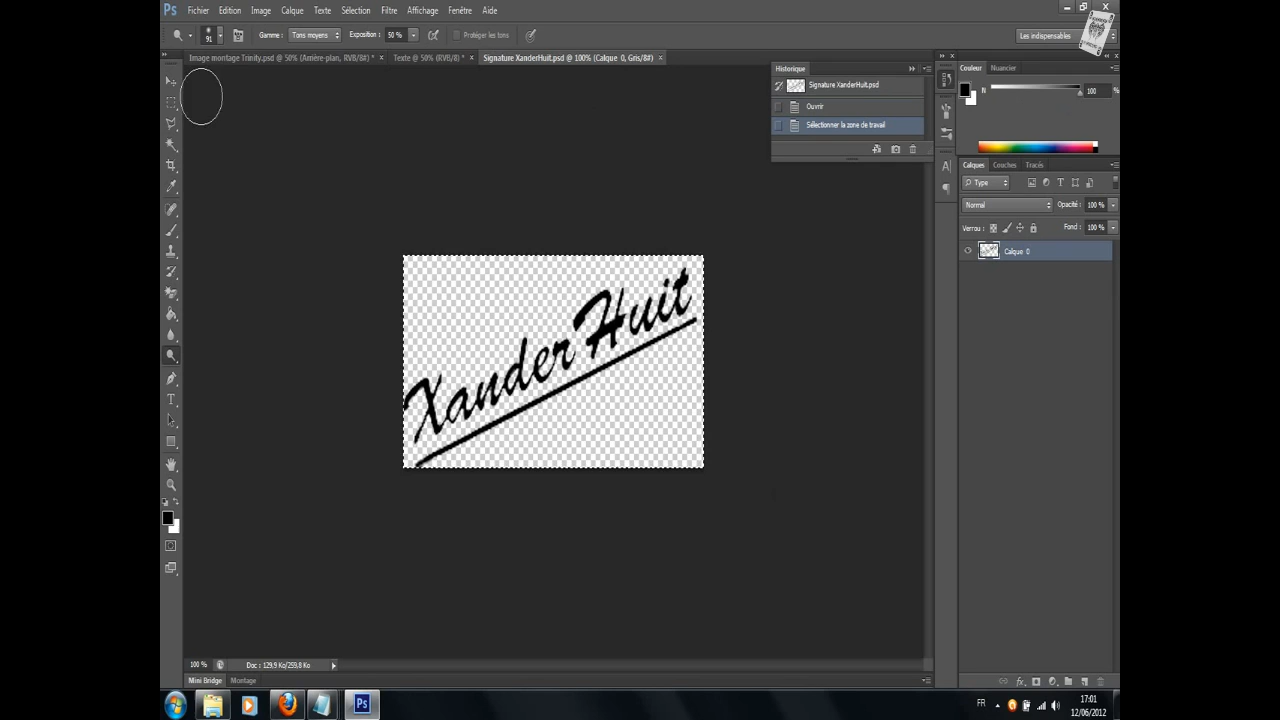 Ps Fichier Edition Image Calque Texte Sélection Filtre Affichage Fenêtre Aide
91 Gamme : Tons moyens Exposition : 50 % Protéger les tons Les indispensables
Image montage Trinity.psd @ 50% (Arrière-plan, RVB/8#) * × Texte @ 50% (RVB/8) * × Signature XanderHuit.psd @ 100% (Calque 0, Gris/8#) ×
Historique
Signature XanderHuit.psd
Ouvrir
Sélectionner la zone de travail
Couleur Nuancier
N 100 %
Calques Couches Tracés
Type
Normal Opacité : 100 %
Verrou : Fond : 100 %
Calque 0
XanderHuit
100 % Doc : 129,9 Ko/259,8 Ko
Mini Bridge Montage
Ps FR 17:01
12/06/2012